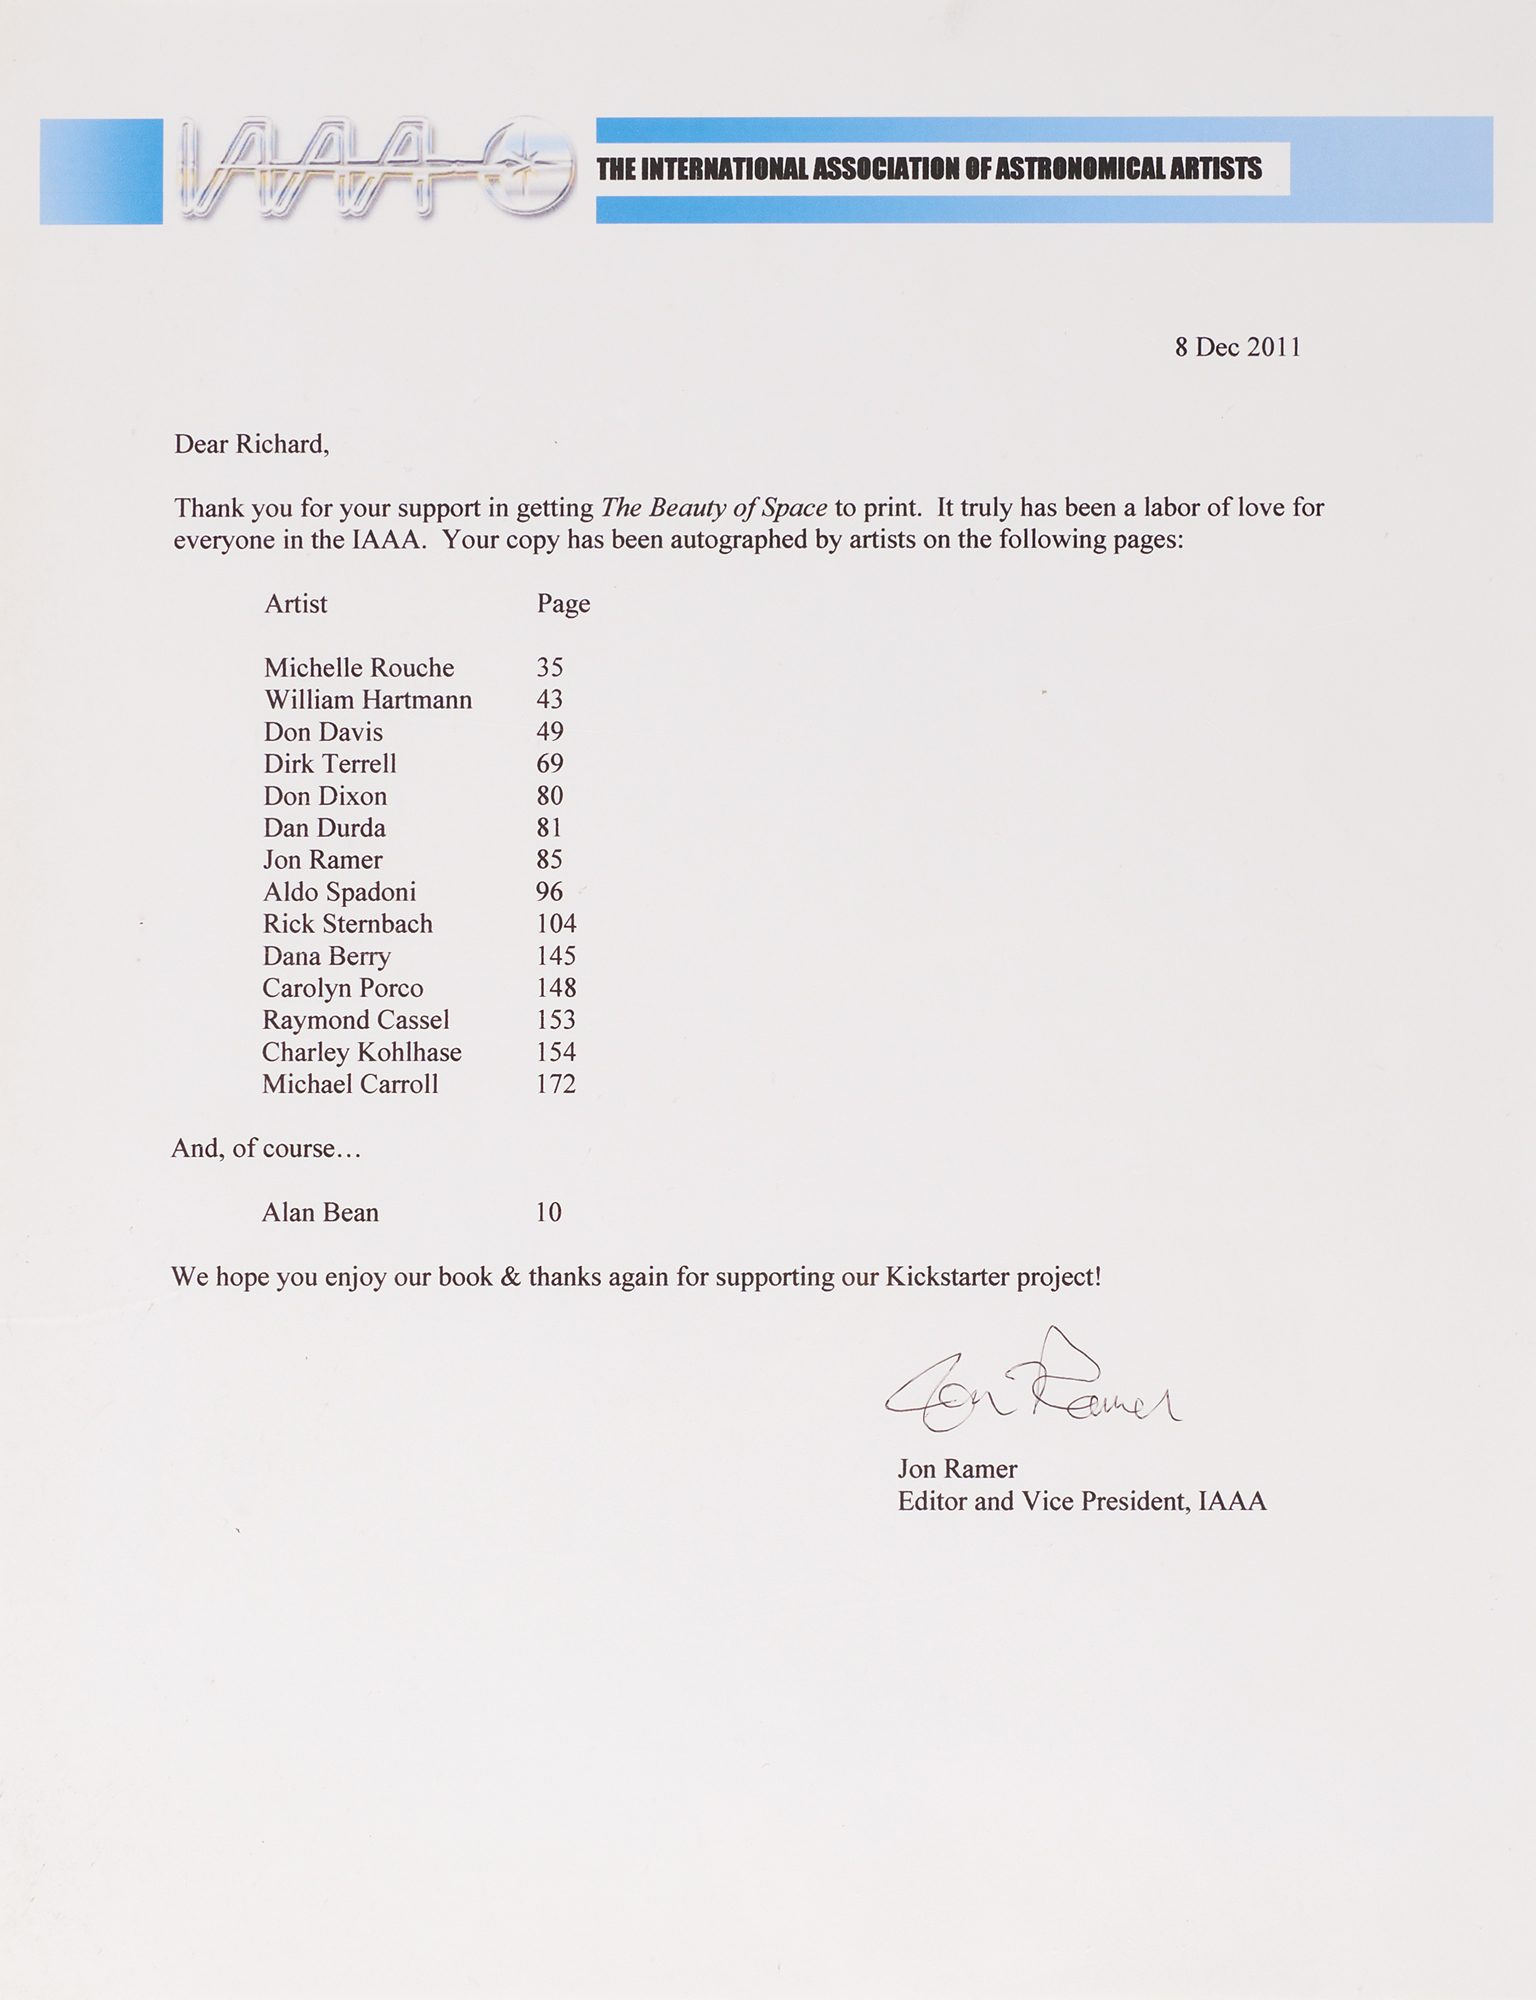 IAAA
THE INTERNATIONAL ASSOCIATION OF ASTRONOMICAL ARTISTS
8 Dec 2011
Dear Richard,
Thank you for your support in getting The Beauty of Space to print.  It truly has been a labor of love for
everyone in the IAAA.  Your copy has been autographed by artists on the following pages:
Artist Page
Michelle Rouche 35
William Hartmann 43
Don Davis 49
Dirk Terrell 69
Don Dixon 80
Dan Durda 81
Jon Ramer 85
Aldo Spadoni 96
Rick Sternbach 104
Dana Berry 145
Carolyn Porco 148
Raymond Cassel 153
Charley Kohlhase 154
Michael Carroll 172
And, of course…
Alan Bean 10
We hope you enjoy our book & thanks again for supporting our Kickstarter project!
Jon Ramer
Jon Ramer
Editor and Vice President, IAAA